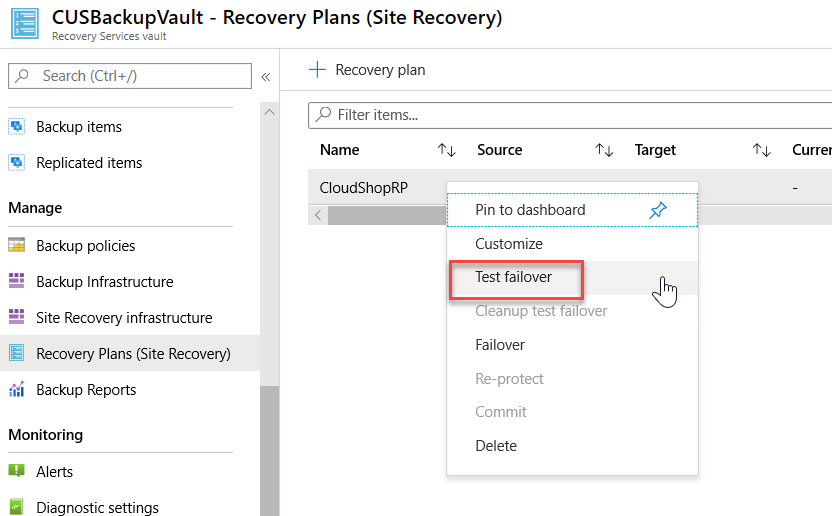 CUSBackupVault - Recovery Plans (Site Recovery)
Recovery Services vault
Search (Ctrl+/)
«
Backup items
Replicated items
Manage
Backup policies
Backup Infrastructure
Site Recovery infrastructure
Recovery Plans (Site Recovery)
Backup Reports
Monitoring
Alerts
Diagnostic settings
+ Recovery plan
Filter items...
Name ↑↓ Source ↑↓ Target ↑↓ Curren
CloudShopRP -
Pin to dashboard
Customize
Test failover
Cleanup test failover
Failover
Re-protect
Commit
Delete